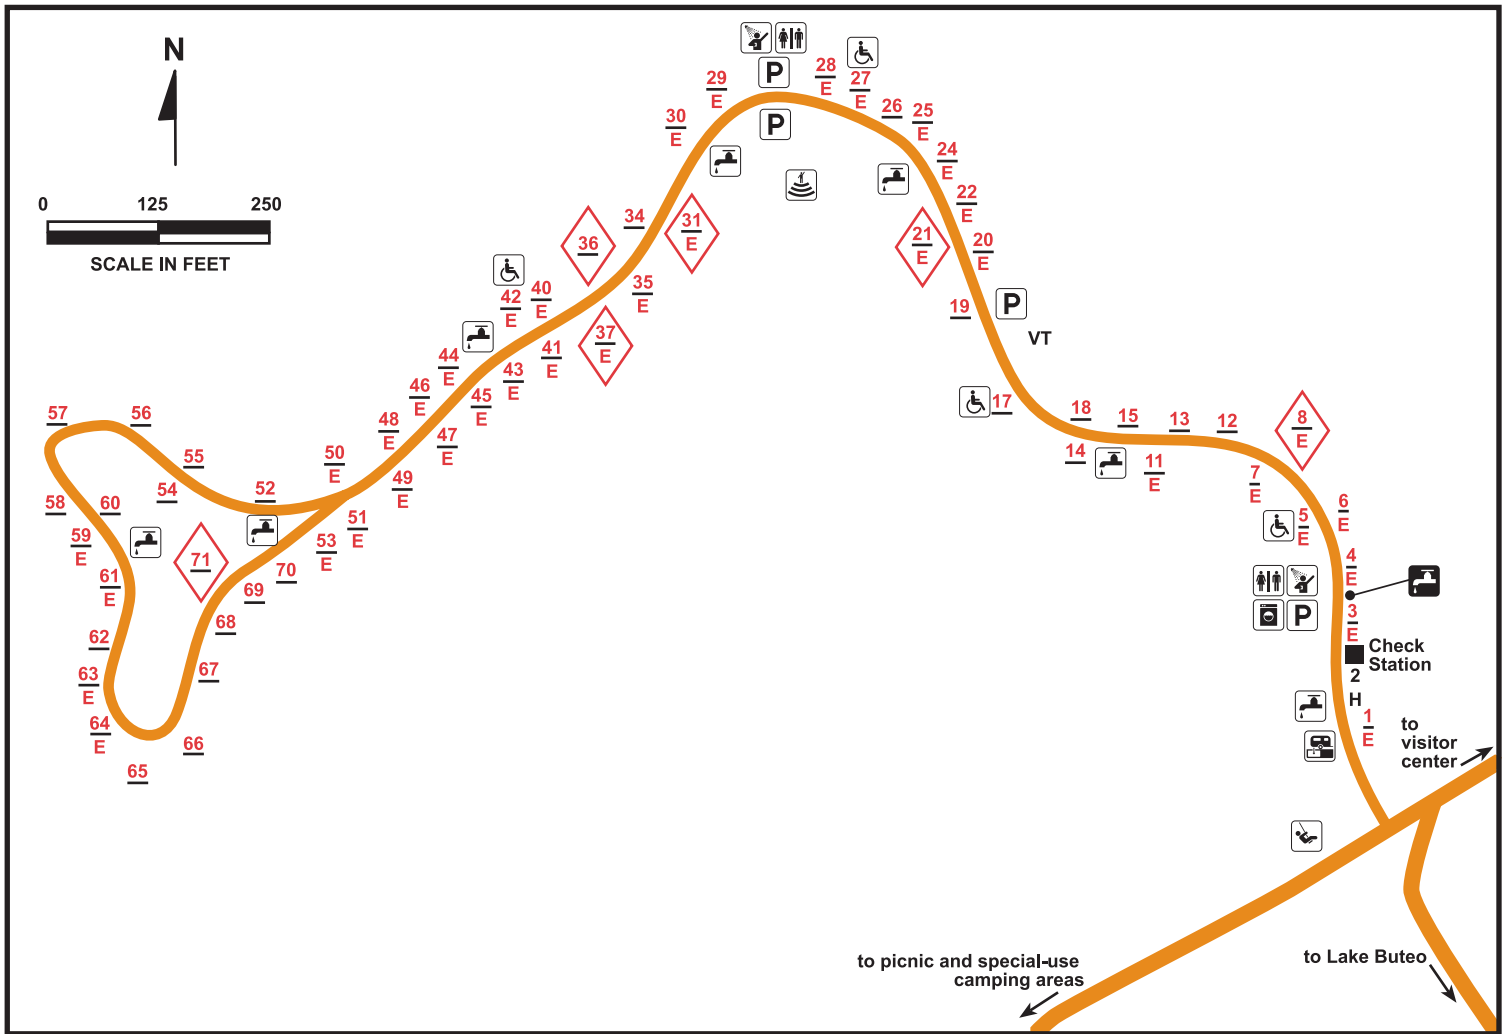 N
0 125 250
SCALE IN FEET
P
P
28
E
27
E
26
25
E
24
E
22
E
20
E
21
E
19
P
VT
29
E
30
E
31
E
34
35
E
36
37
E
40
E
42
E
41
E
43
E
44
E
45
E
46
E
47
E
48
E
49
E
50
E
51
E
52
53
E
54
55
56
57
58
59
E
60
61
E
62
63
E
64
E
65
66
67
68
69
70
71
17
18
15
13
12
14
11
E
8
E
7
E
6
E
5
E
4
E
3
E
P
Check
Station
2
H
1
E
to
visitor
center
to picnic and special-use
camping areas
to Lake Buteo